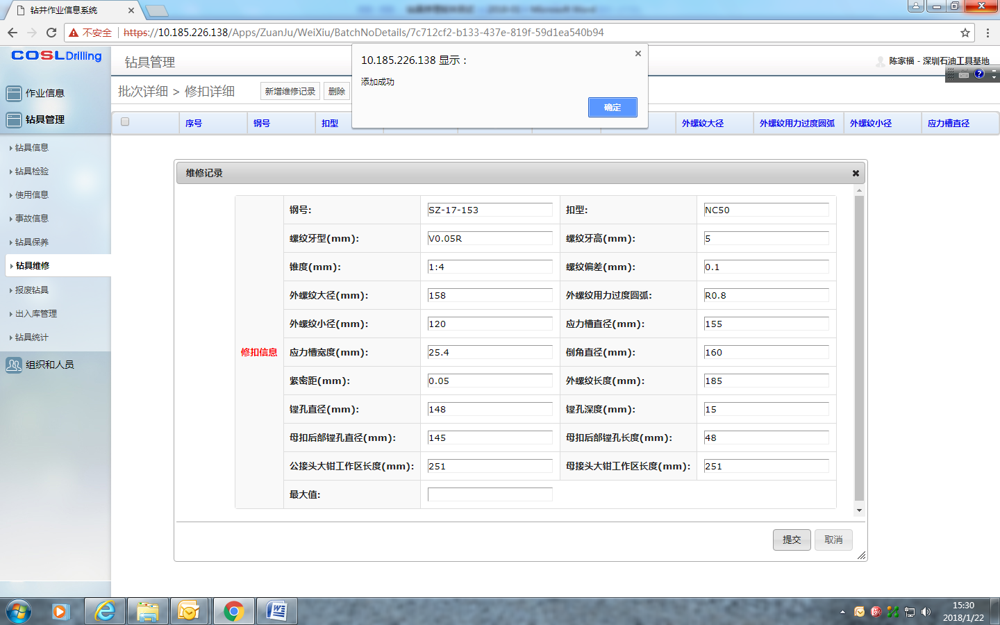 钻井作业信息系统
不安全 https://10.185.226.138/Apps/ZuanJu/WeiXiu/BatchNoDetails/7c712cf2-b133-437e-819f-59d1ea540b94
COSL Drilling
钻具管理
陈家福 - 深圳石油工具基地
10.185.226.138 显示：
添加成功
确定
批次详细 > 修扣详细
新增维修记录
删除
序号 钢号 扣型 外螺纹大径 外螺纹用力过度圆弧 外螺纹小径 应力槽直径
作业信息
钻具管理
钻具信息
钻具检验
使用信息
事故信息
钻具保养
钻具维修
报废钻具
出入库管理
钻具统计
组织和人员
维修记录
修扣信息
钢号: SZ-17-153 扣型: NC50
螺纹牙型(mm): V0.05R 螺纹牙高(mm): 5
锥度(mm): 1:4 螺纹偏差(mm): 0.1
外螺纹大径(mm): 158 外螺纹用力过度圆弧: R0.8
外螺纹小径(mm): 120 应力槽直径(mm): 155
应力槽宽度(mm): 25.4 倒角直径(mm): 160
紧密距(mm): 0.05 外螺纹长度(mm): 185
镗孔直径(mm): 148 镗孔深度(mm): 15
母扣后部镗孔直径(mm): 145 母扣后部镗孔长度(mm): 48
公接头大钳工作区长度(mm): 251 母接头大钳工作区长度(mm): 251
最大值:
提交 取消
15:30
2018/1/22